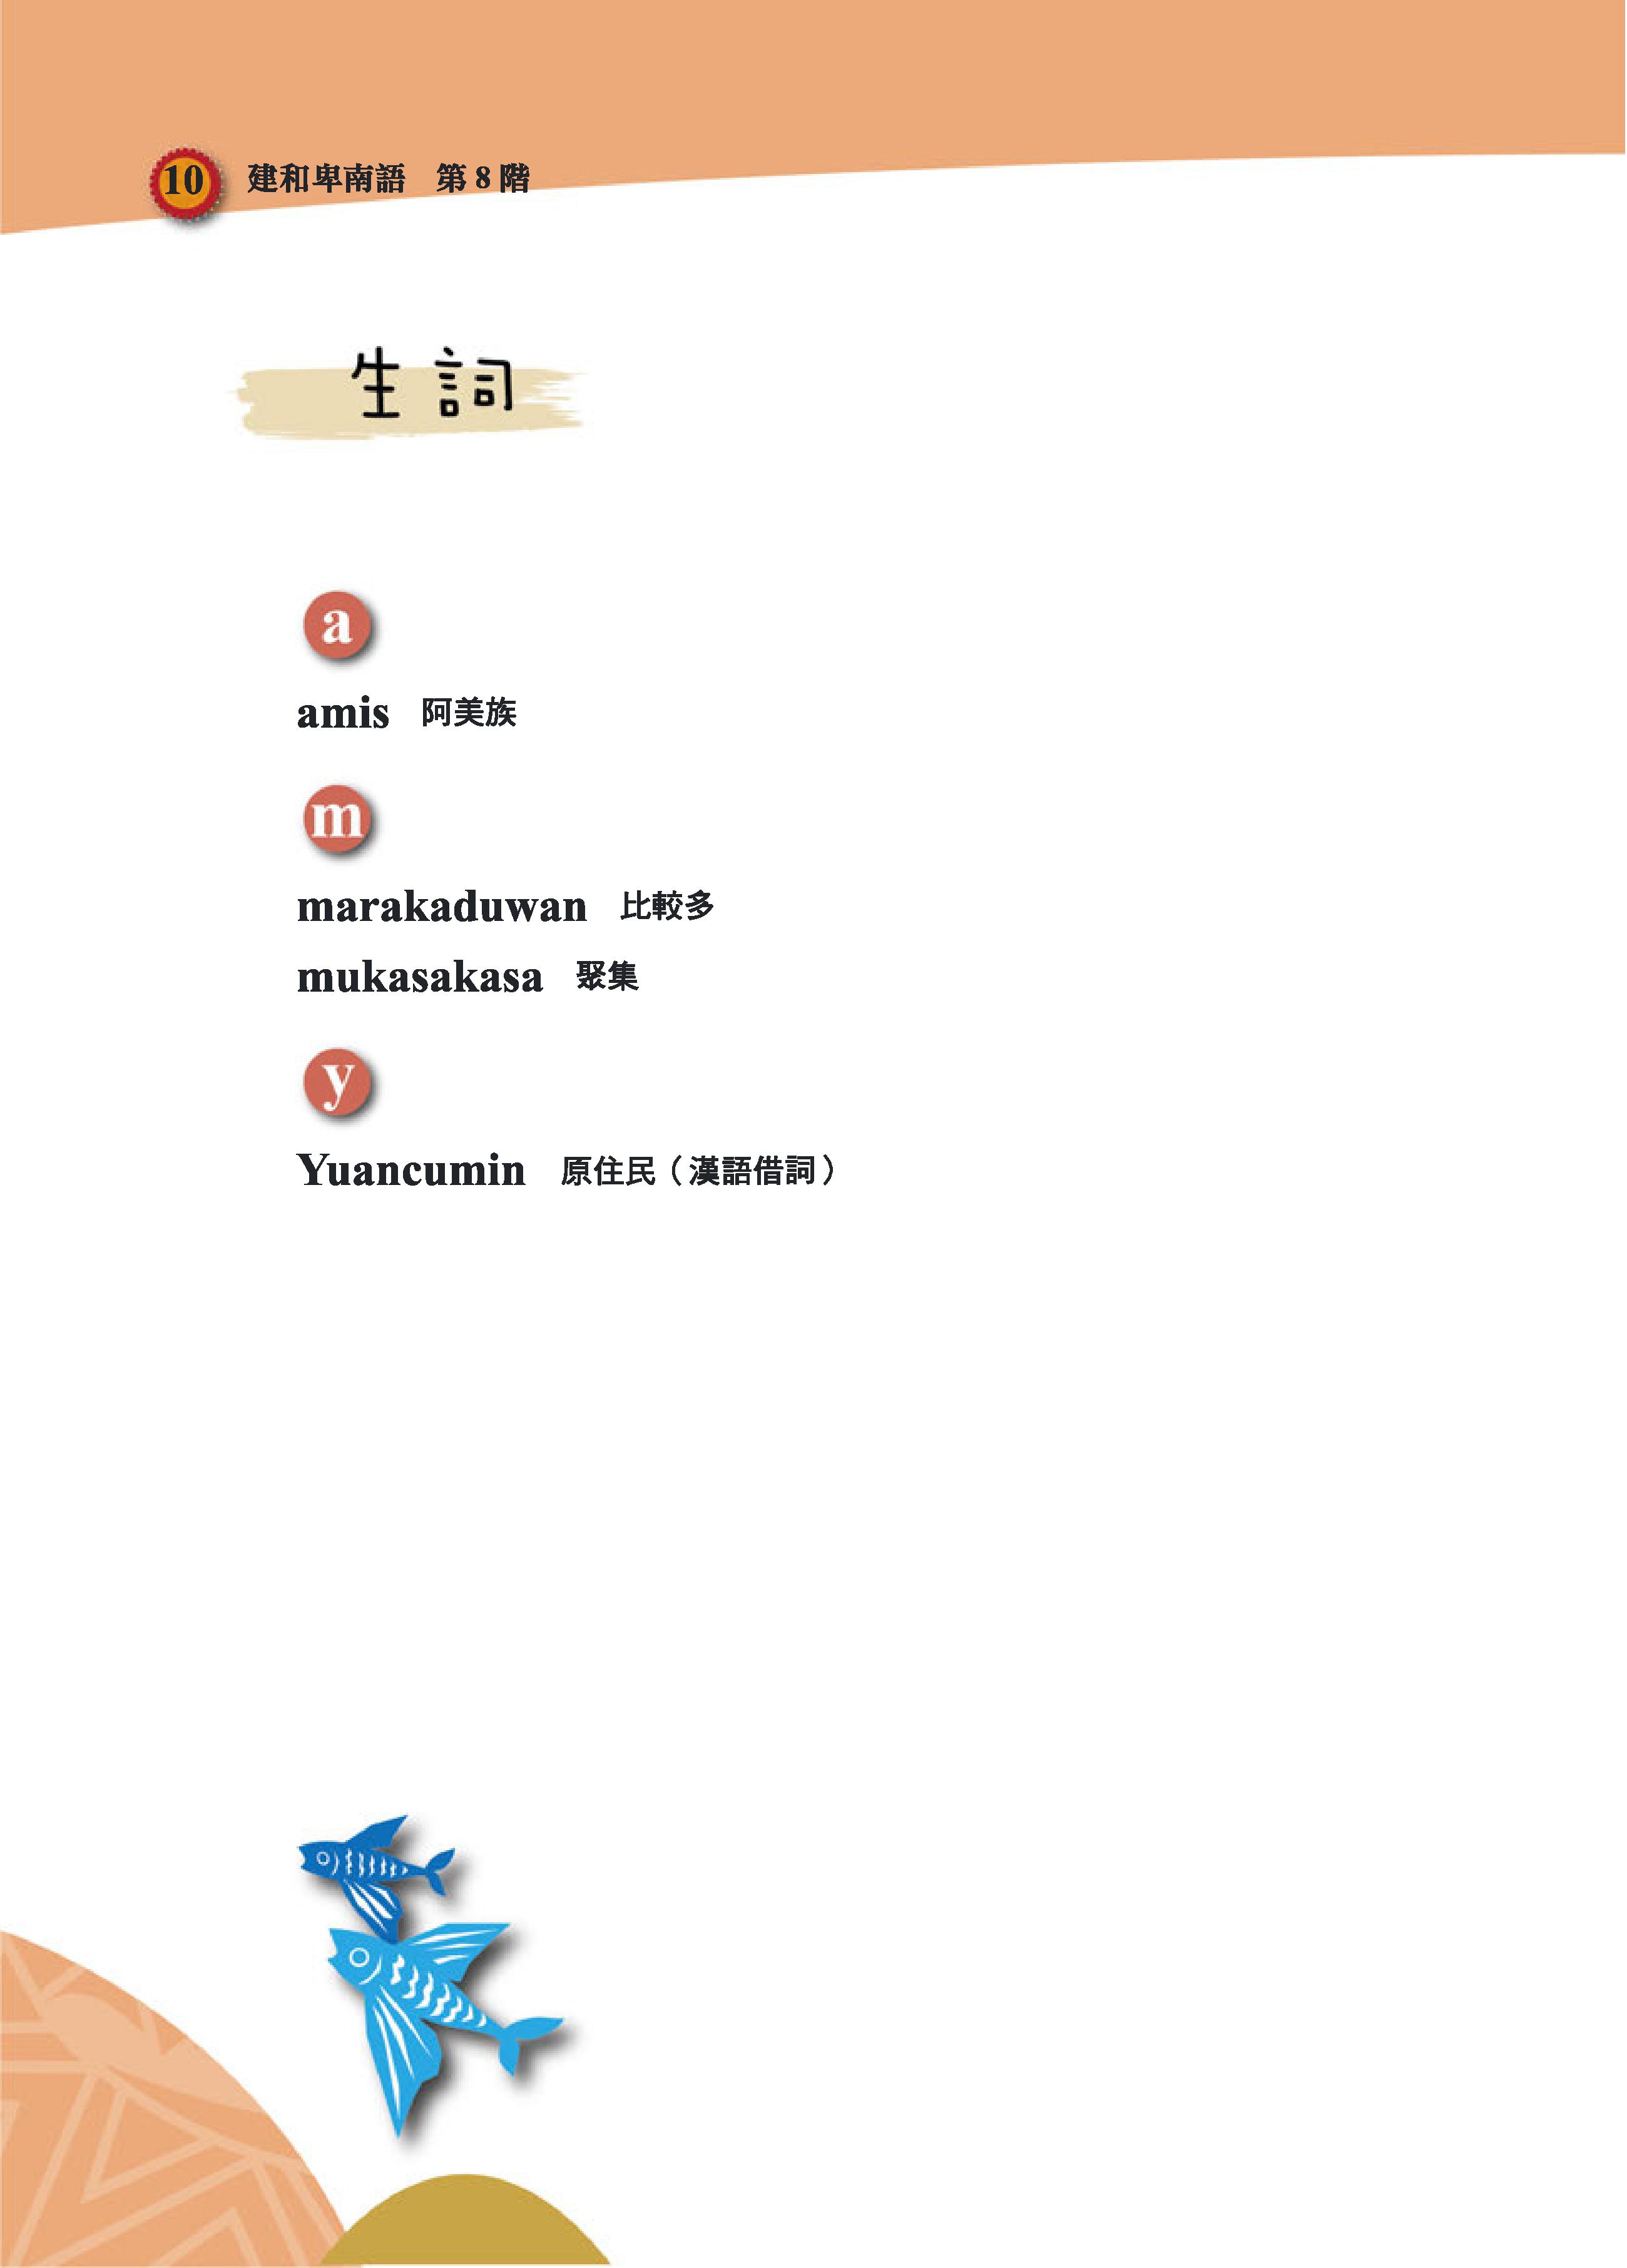 10 建和卑南語 第 8 階
生詞
a
amis 阿美族
m
marakaduwan 比較多
mukasakasa 聚集
y
Yuancumin 原住民（漢語借詞）